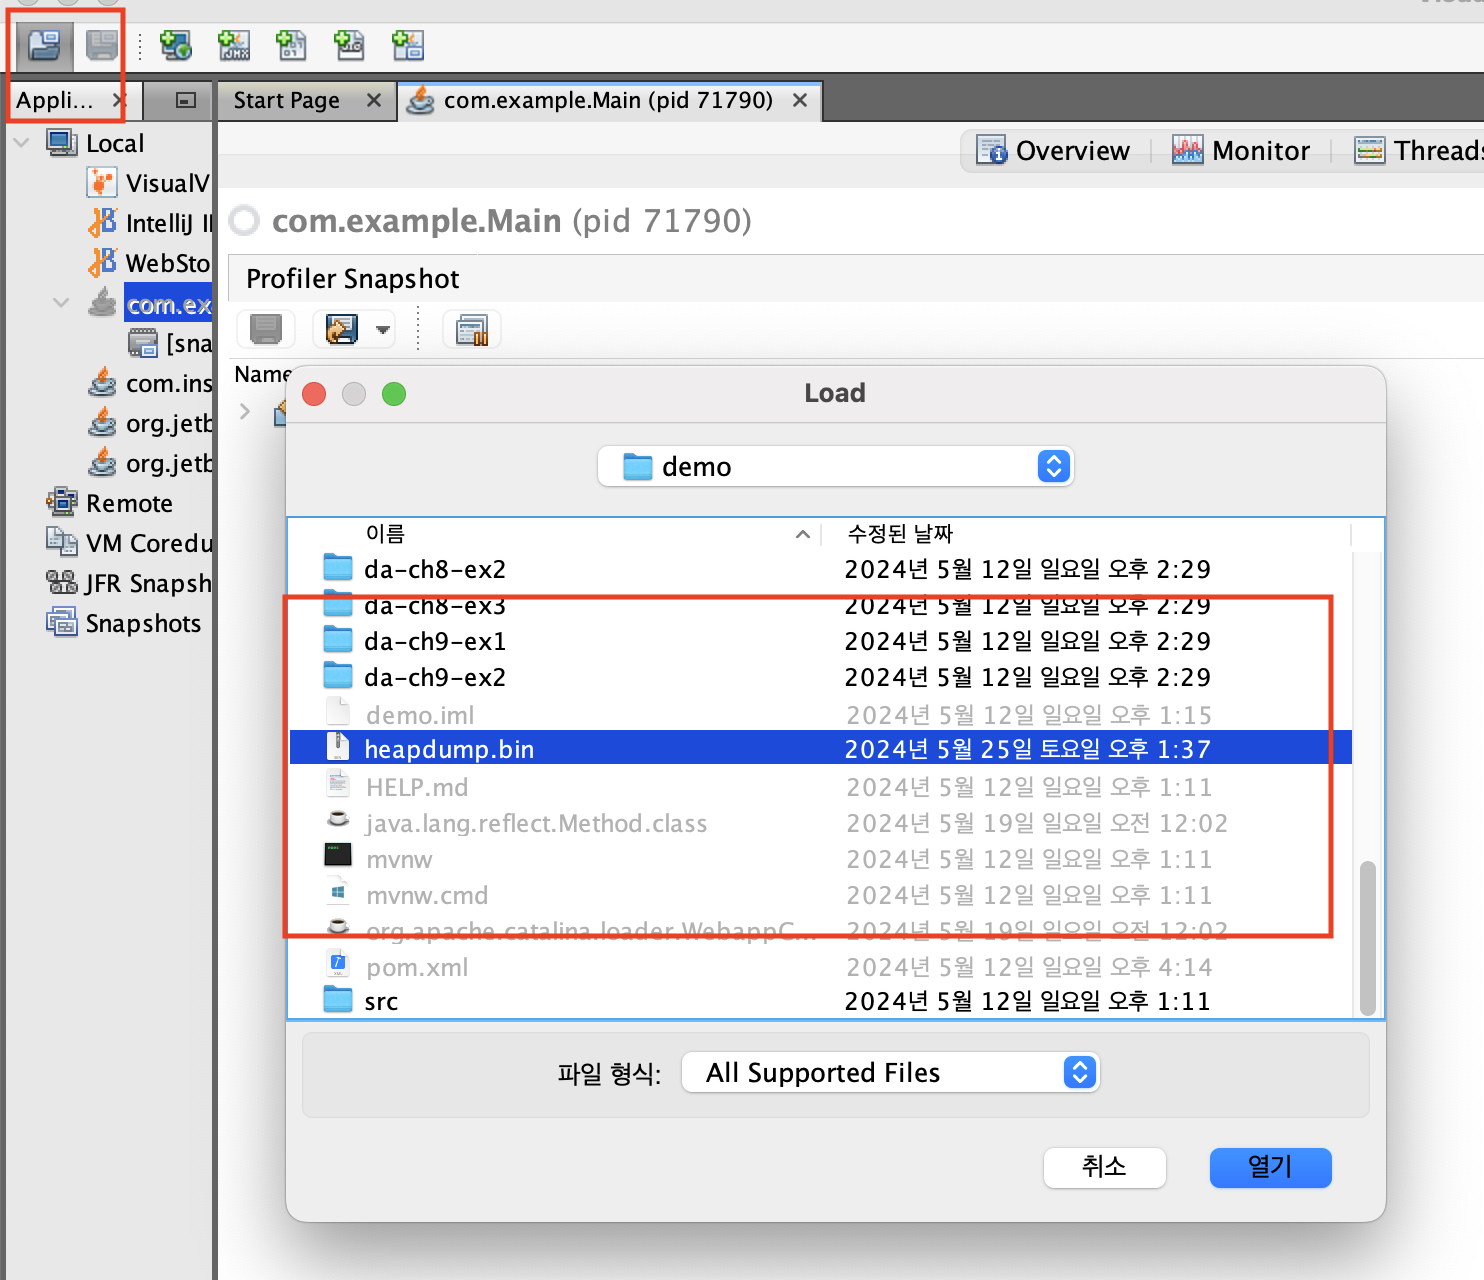 JMX
Appli... ×
Start Page ×
com.example.Main (pid 71790) ×
Local
VisualV
IntelliJ I
WebSto
com.ex
[sna
com.ins
org.jetb
org.jetb
Remote
VM Coredu
JFR Snapsh
Snapshots
Overview
Monitor
Threads
com.example.Main (pid 71790)
Profiler Snapshot
Name
Load
demo
이름 수정된 날짜
da-ch8-ex2 2024년 5월 12일 일요일 오후 2:29
da-ch8-ex3 2024년 5월 12일 일요일 오후 2:29
da-ch9-ex1 2024년 5월 12일 일요일 오후 2:29
da-ch9-ex2 2024년 5월 12일 일요일 오후 2:29
demo.iml 2024년 5월 12일 일요일 오후 1:15
heapdump.bin 2024년 5월 25일 토요일 오후 1:37
HELP.md 2024년 5월 12일 일요일 오후 1:11
java.lang.reflect.Method.class 2024년 5월 19일 일요일 오전 12:02
mvnw 2024년 5월 12일 일요일 오후 1:11
mvnw.cmd 2024년 5월 12일 일요일 오후 1:11
org.apache.catalina.loader.WebappC... 2024년 5월 19일 일요일 오전 12:02
pom.xml 2024년 5월 12일 일요일 오후 4:14
src 2024년 5월 12일 일요일 오후 1:11
파일 형식: All Supported Files
취소
열기